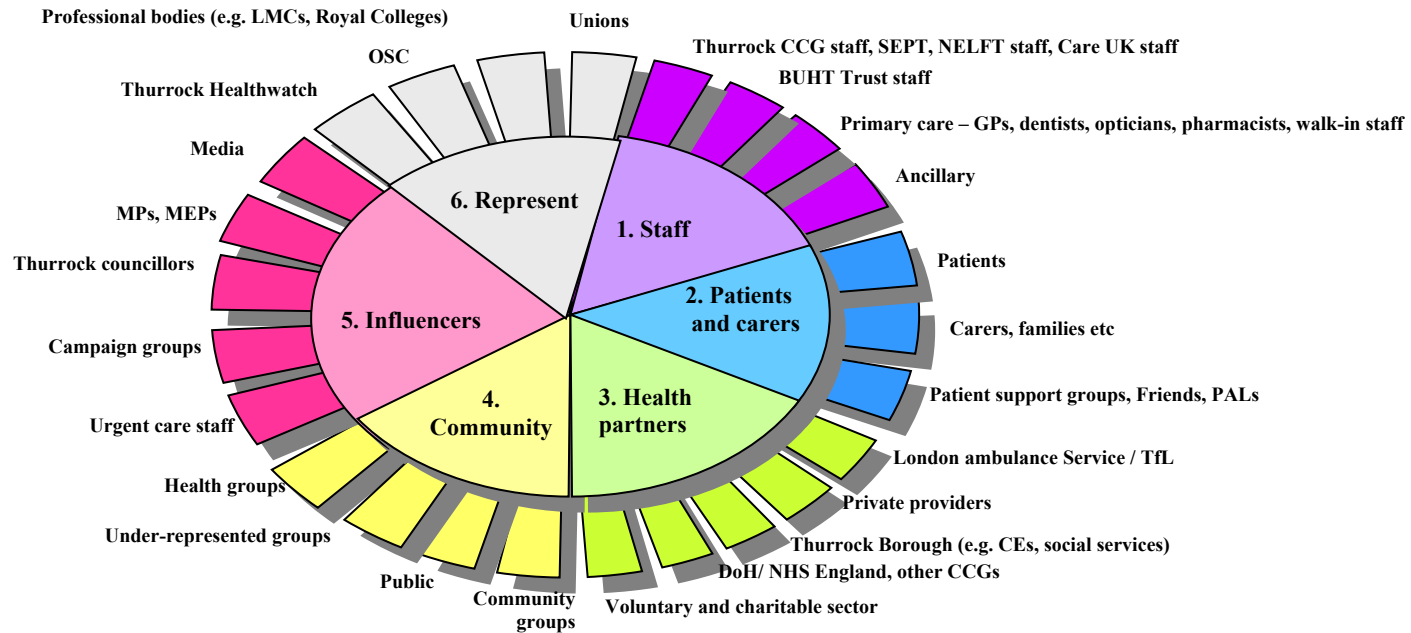 Professional bodies (e.g. LMCs, Royal Colleges)
Unions
OSC
Thurrock Healthwatch
Media
MPs, MEPs
Thurrock councillors
Campaign groups
Urgent care staff
Health groups
Under-represented groups
Public
Community
groups
Thurrock CCG staff, SEPT, NELFT staff, Care UK staff
BUHT Trust staff
Primary care – GPs, dentists, opticians, pharmacists, walk-in staff
Ancillary
Patients
Carers, families etc
Patient support groups, Friends, PALs
London ambulance Service / TfL
Private providers
Thurrock Borough (e.g. CEs, social services)
DoH/ NHS England, other CCGs
Voluntary and charitable sector
6. Represent
1. Staff
2. Patients
and carers
3. Health
partners
4.
Community
5. Influencers